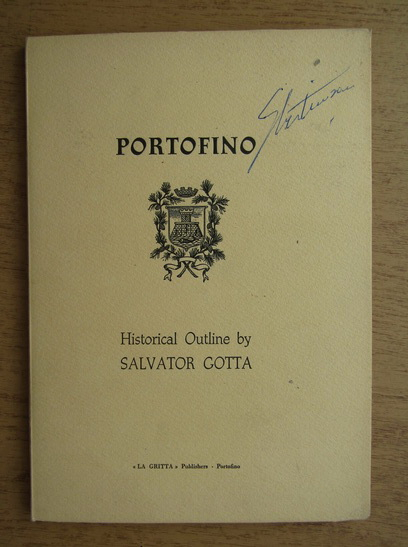 PORTOFINO
Historical Outline by
SALVATOR GOTTA
« LA GRITTA » Publishers - Portofino